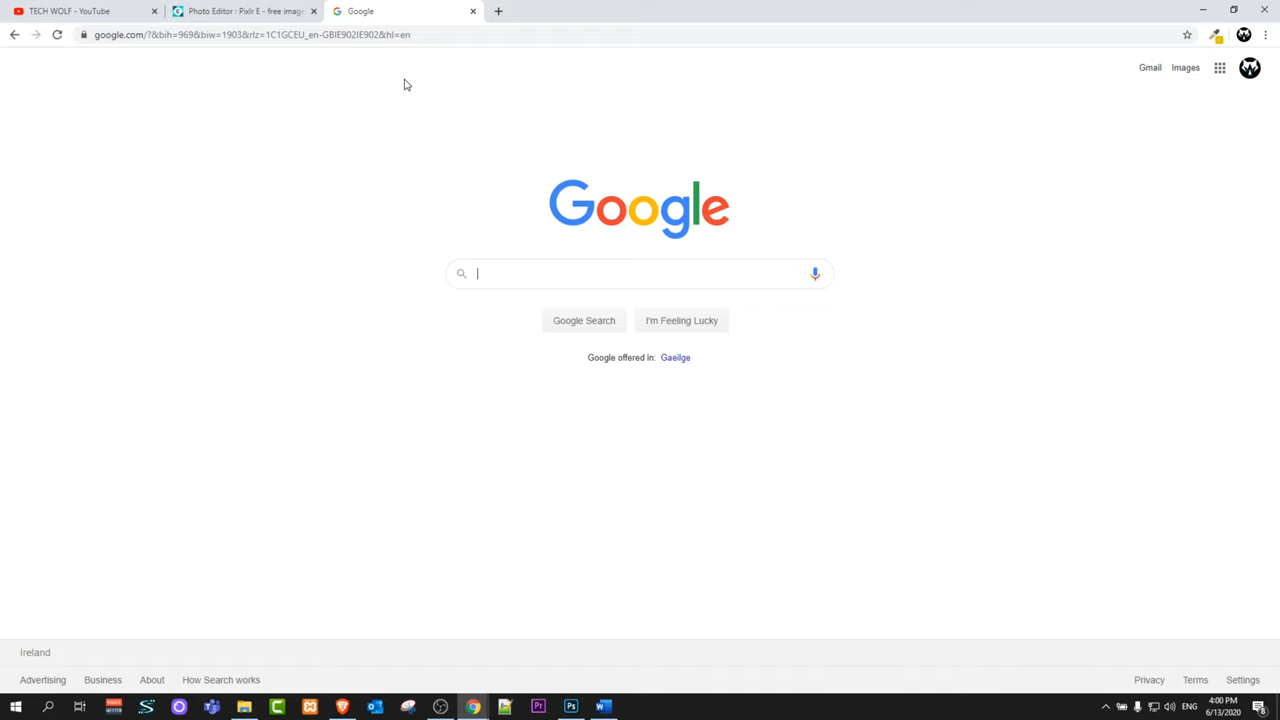 TECH WOLF - YouTube
Photo Editor : Pixlr E - free image
Google
google.com/?&bih=969&biw=1903&rlz=1C1GCEU_en-GBIE902IE902&hl=en
Gmail Images
Google
Google Search I'm Feeling Lucky
Google offered in: Gaeilge
Ireland
Advertising Business About How Search works
Privacy Terms Settings
Pr Ps
ENG
4:00 PM
6/13/2020